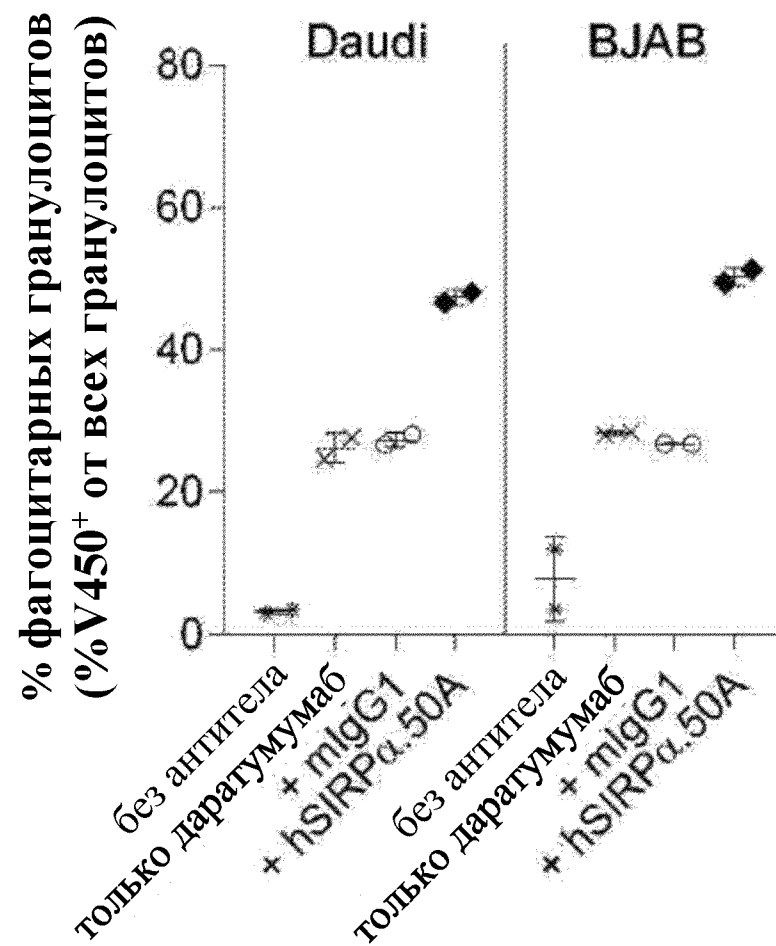 % фагоцитарных гранулоцитов
(%V450⁺ от всех гранулоцитов)
Daudi
BJAB
80
60
40
20
0
без антитела
только даратумумаб
+ mIgG1
+ hSIRPα.50A
без антитела
только даратумумаб
+ mIgG1
+ hSIRPα.50A